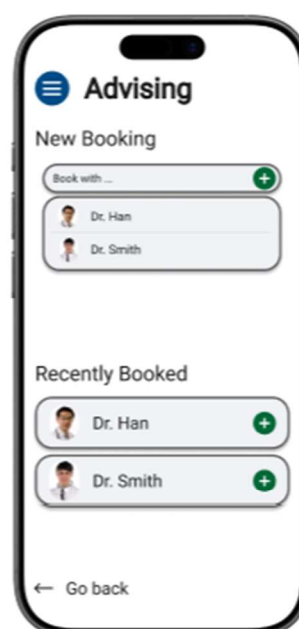 Advising
New Booking
Book with ...
Dr. Han
Dr. Smith
Recently Booked
Dr. Han
Dr. Smith
← Go back